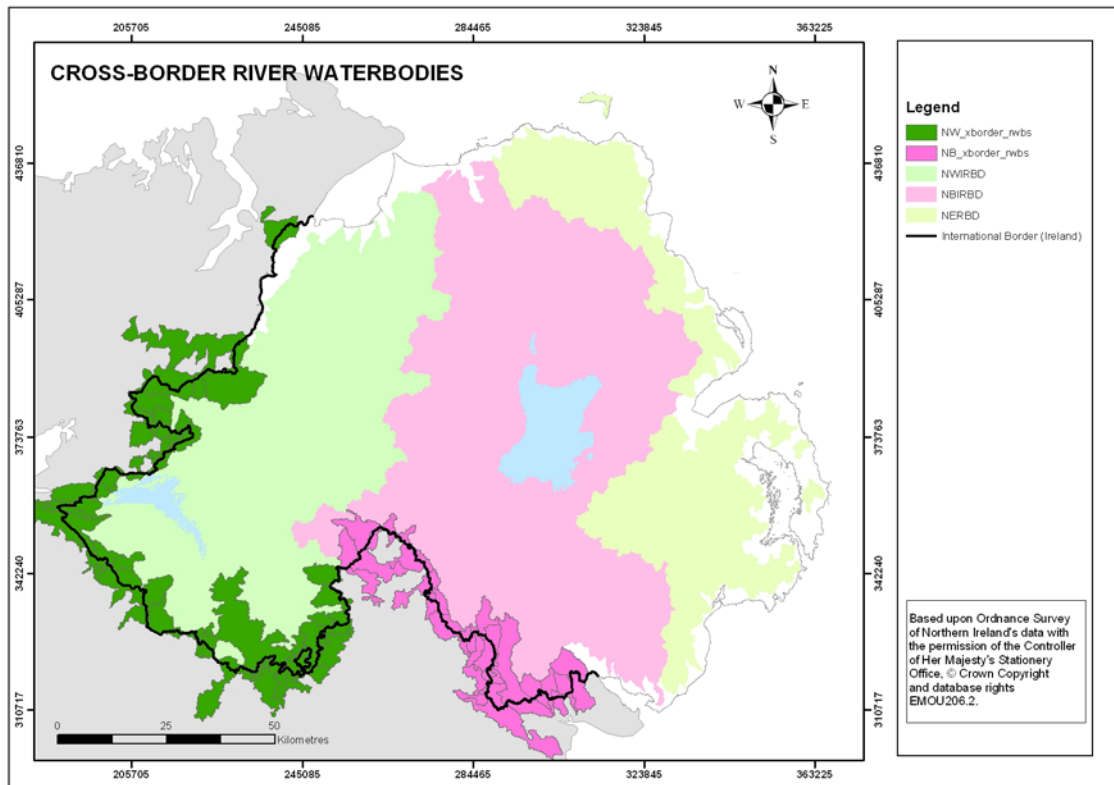 205705 245085 284465 323845 363225
CROSS-BORDER RIVER WATERBODIES
N
W E
S
436810 436810
405287 405287
373763 373763
342240 342240
310717 310717
0 25 50
Kilometres
205705 245085 284465 323845 363225
Legend
NW_xborder_rwbs
NB_xborder_rwbs
NWIRBD
NBIRBD
NERBD
International Border (Ireland)
Based upon Ordnance Survey
of Northern Ireland's data with
the permission of the Controller
of Her Majesty's Stationery
Office, © Crown Copyright
and database rights
EMOU206.2.